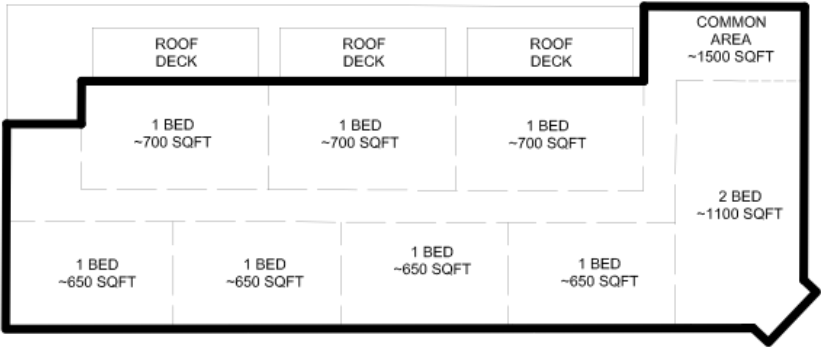 COMMON
AREA
~1500 SQFT
ROOF
DECK
ROOF
DECK
ROOF
DECK
1 BED
~700 SQFT
1 BED
~700 SQFT
1 BED
~700 SQFT
2 BED
~1100 SQFT
1 BED
~650 SQFT
1 BED
~650 SQFT
1 BED
~650 SQFT
1 BED
~650 SQFT